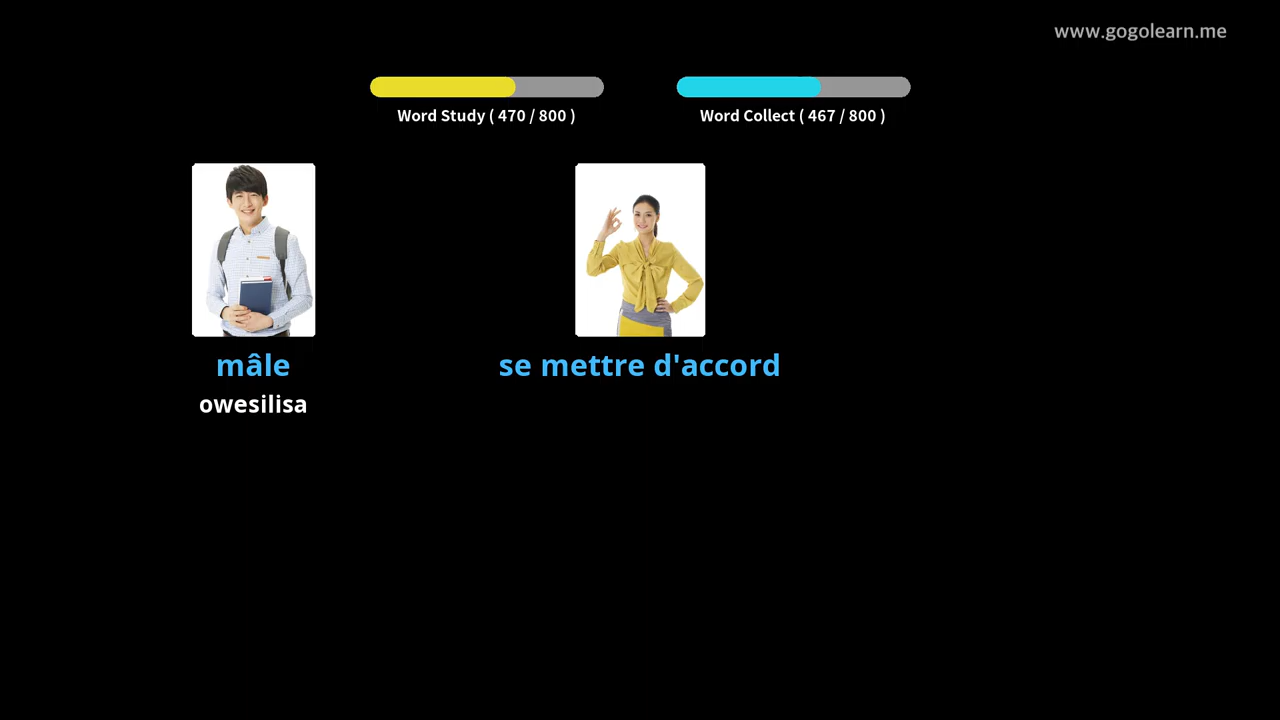 www.gogolearn.me
Word Study ( 470 / 800 )
Word Collect ( 467 / 800 )
mâle
owesilisa
se mettre d'accord